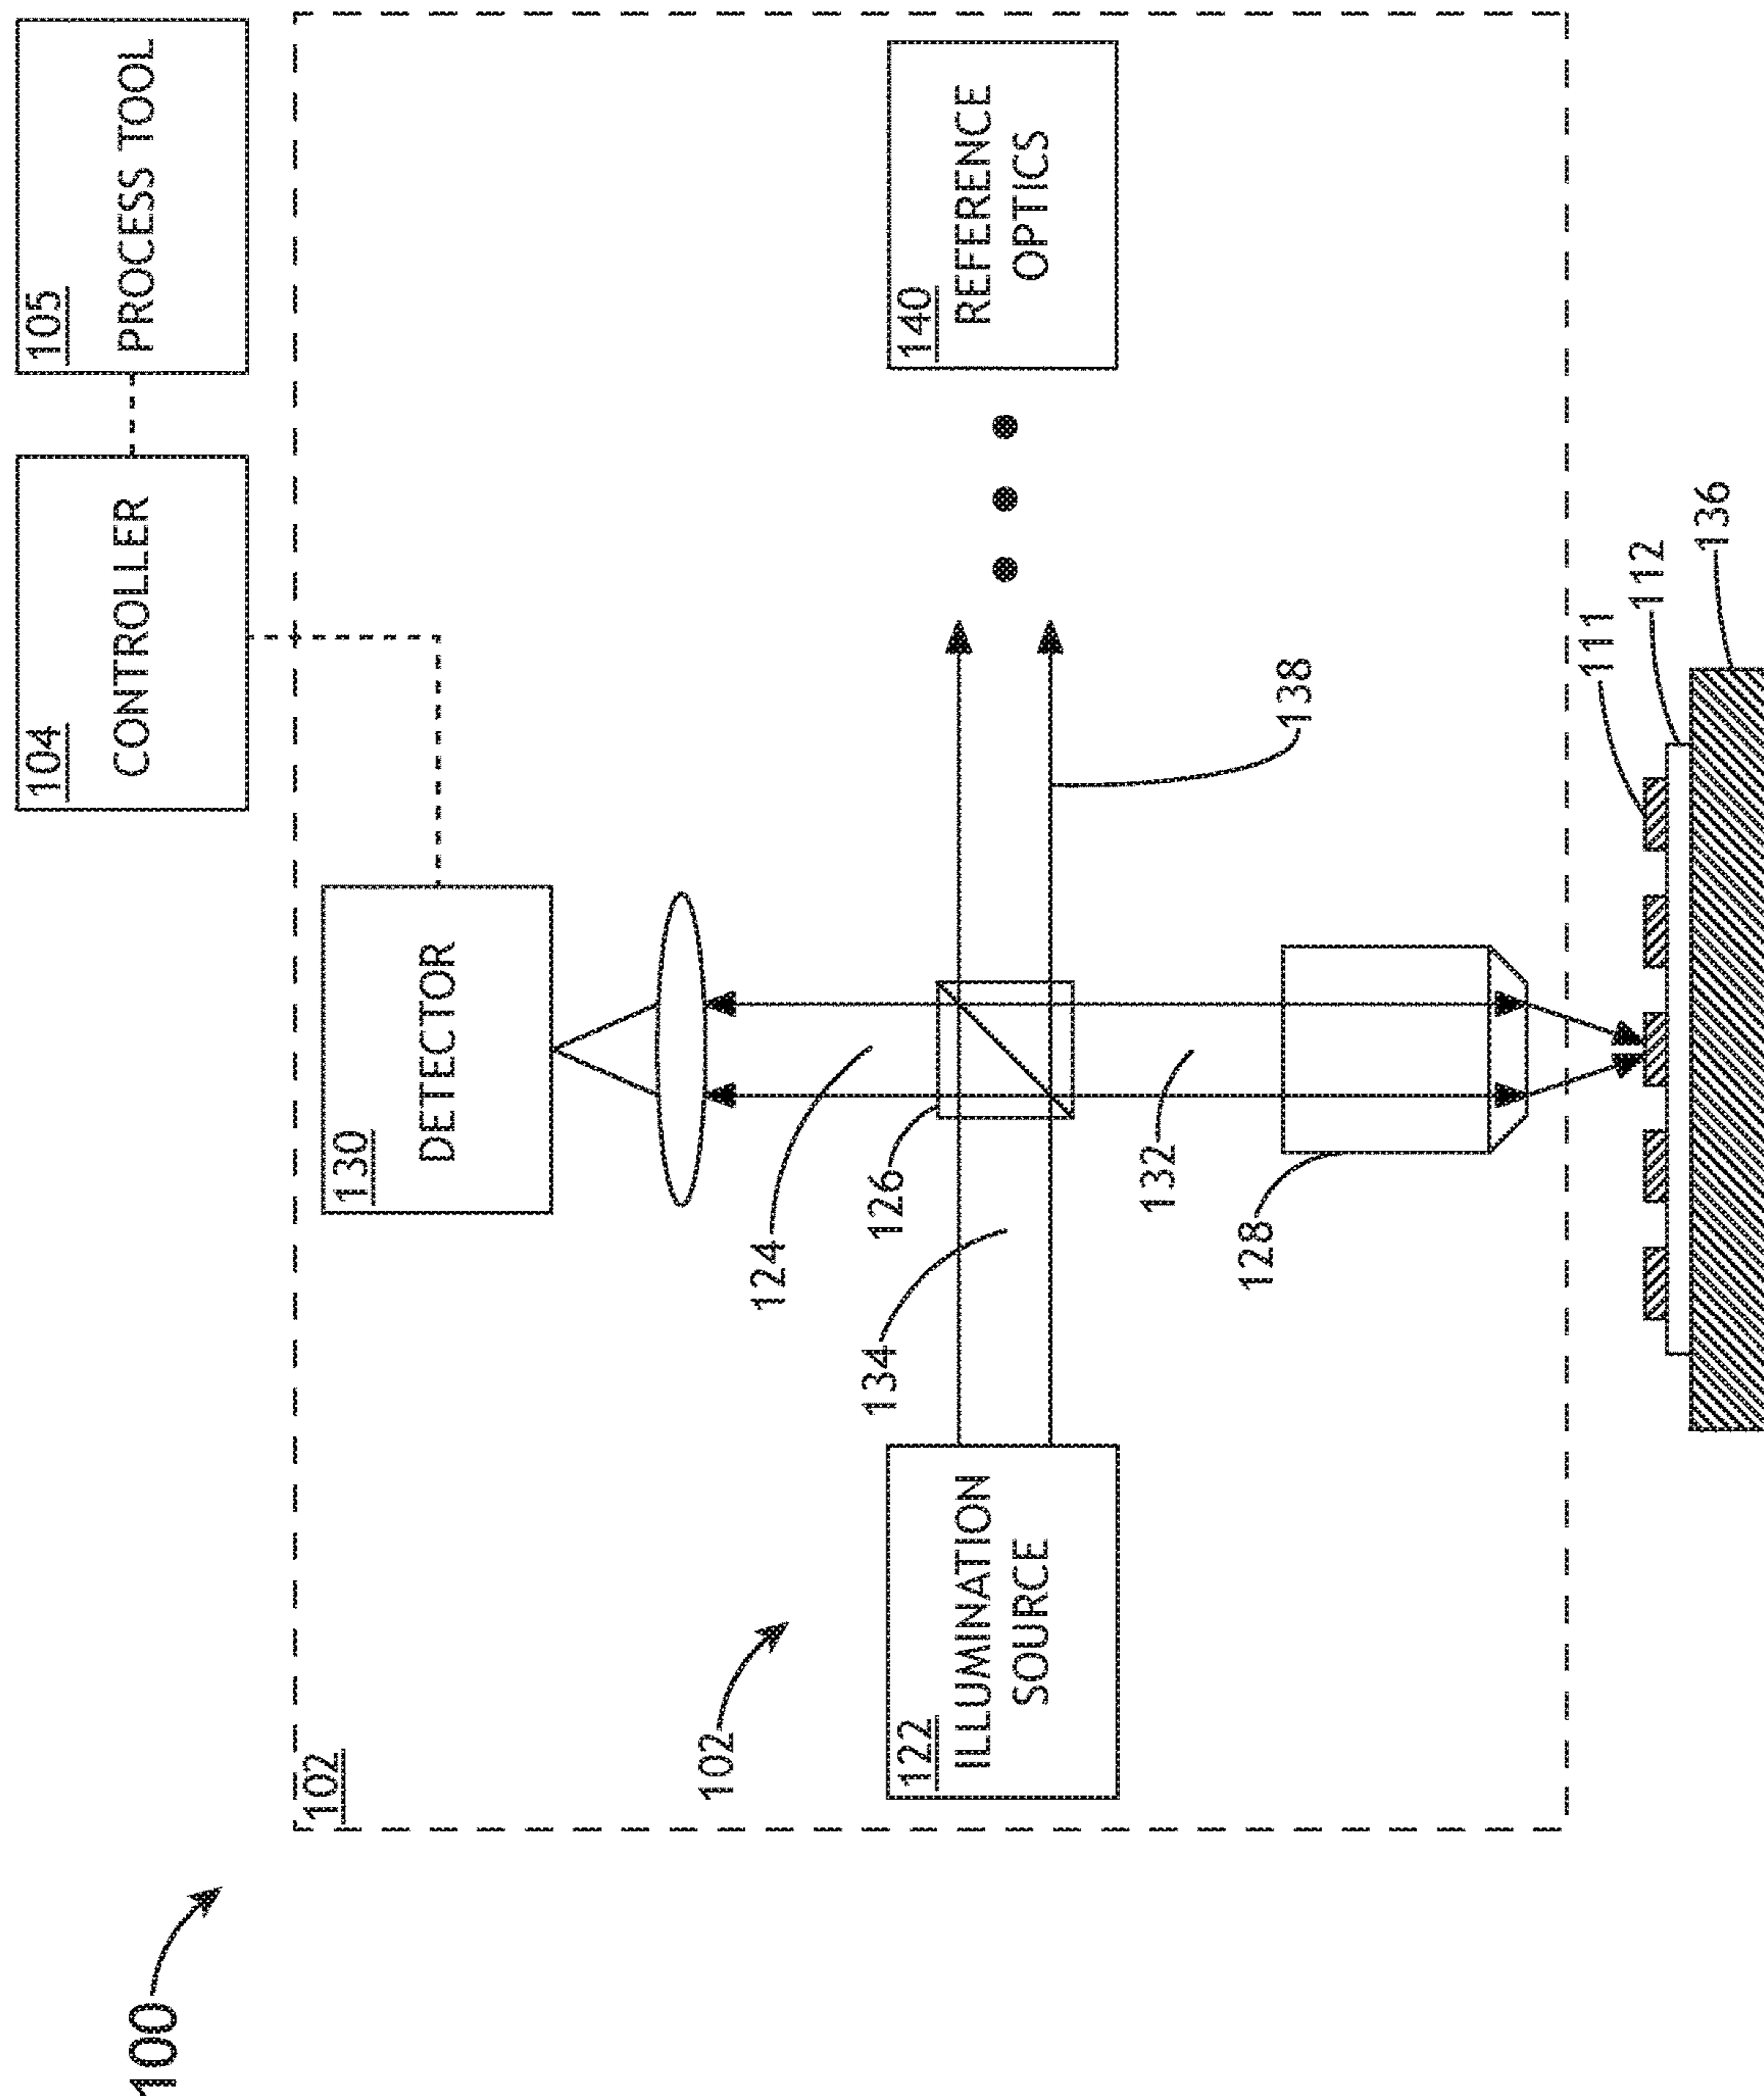 100
102
104
CONTROLLER
105
PROCESS TOOL
130
DETECTOR
102
124
126
134
122
ILLUMINATION
SOURCE
140
REFERENCE
OPTICS
138
132
128
111
112
136